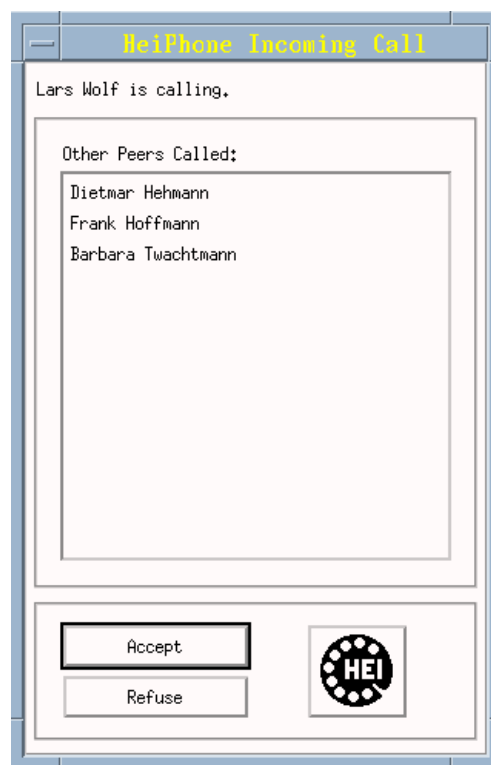 HeiPhone Incoming Call
Lars Wolf is calling.
Other Peers Called:
Dietmar Hehmann
Frank Hoffmann
Barbara Twachtmann
Accept
HEI
Refuse